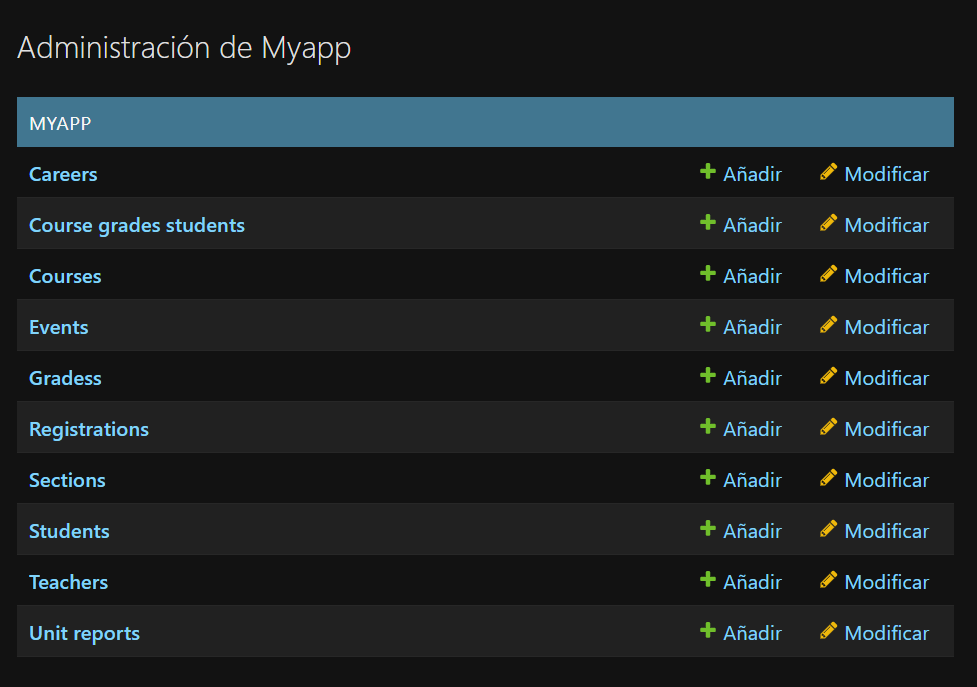 Administración de Myapp
MYAPP
Careers Añadir Modificar
Course grades students Añadir Modificar
Courses Añadir Modificar
Events Añadir Modificar
Gradess Añadir Modificar
Registrations Añadir Modificar
Sections Añadir Modificar
Students Añadir Modificar
Teachers Añadir Modificar
Unit reports Añadir Modificar